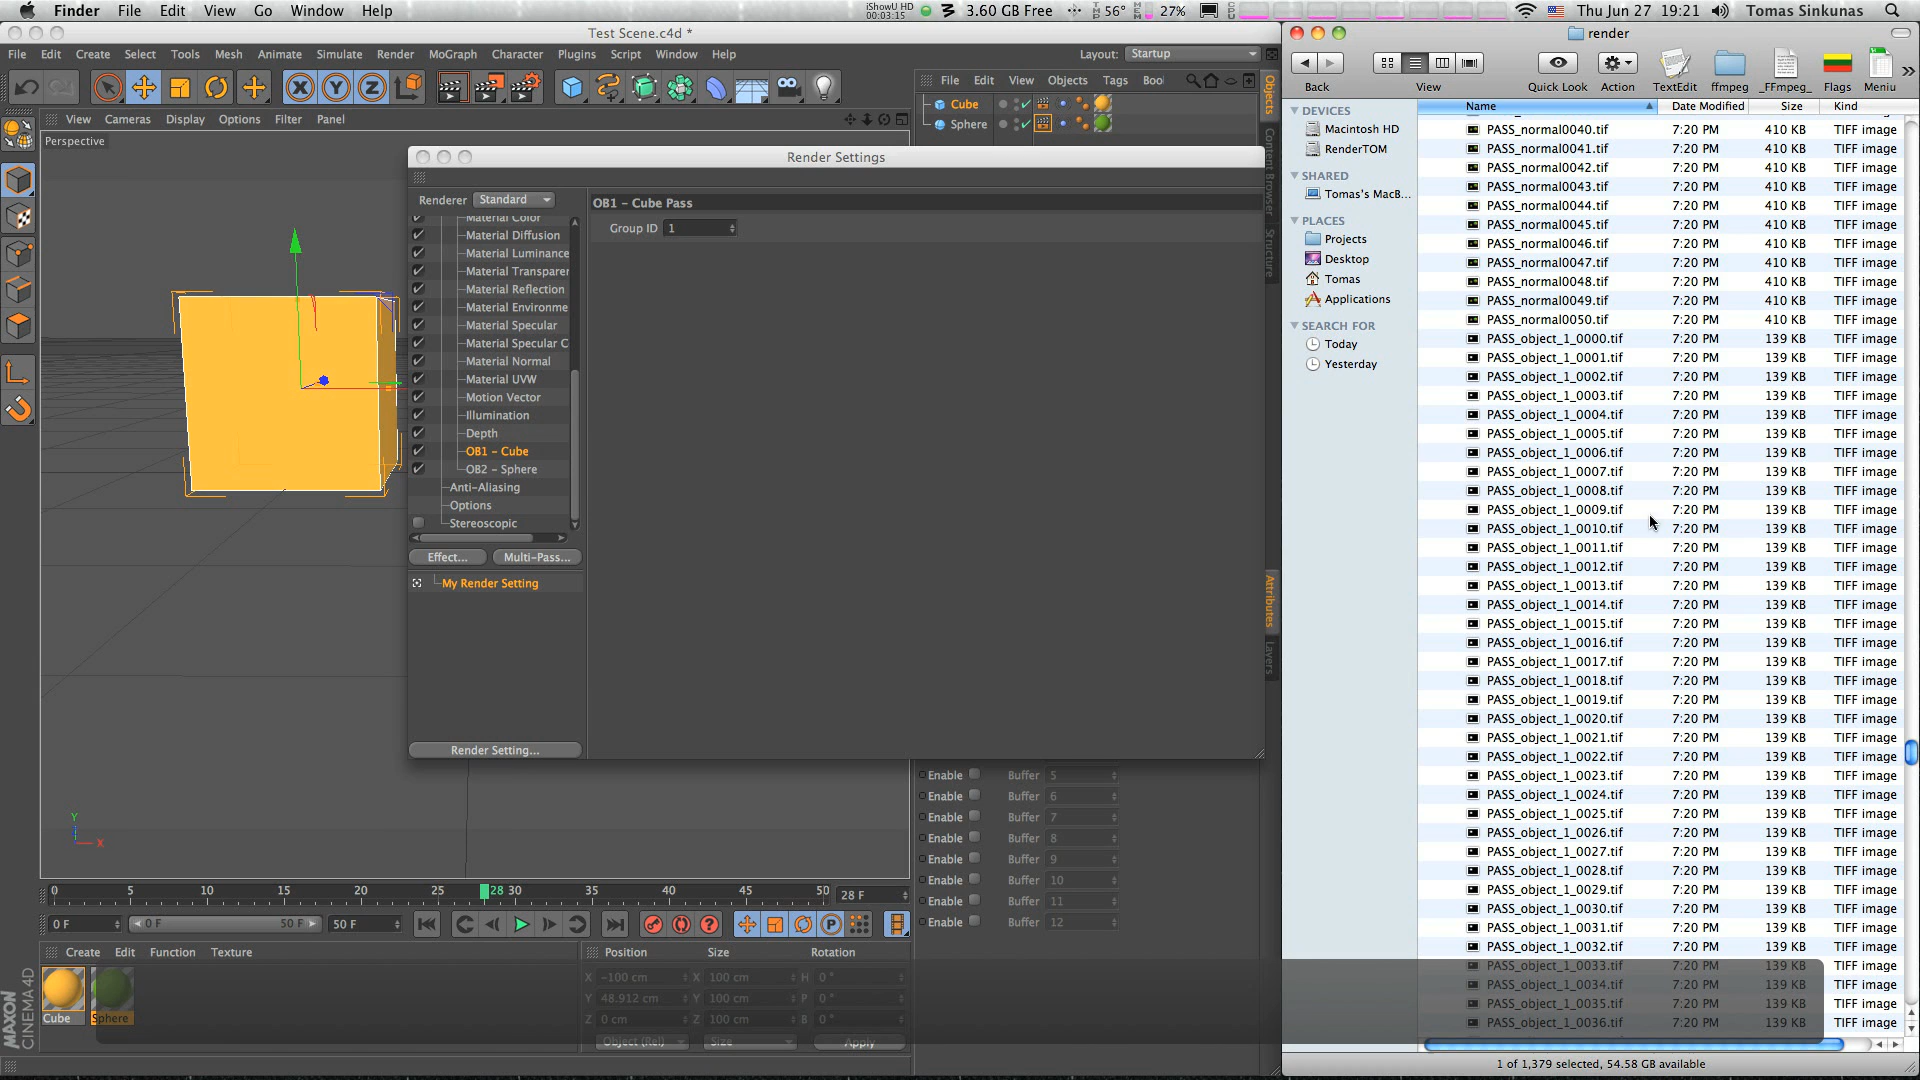 Finder File Edit View Go Window Help
iShowU HD 00:03:15 3.60 GB Free 56° 27% Thu Jun 27 19:21 Tomas Sinkunas
Test Scene.c4d *
File Edit Create Select Tools Mesh Animate Simulate Render MoGraph Character Plugins Script Window Help
Layout: Startup
File Edit View Objects Tags Boo
Cube
Sphere
Objects
Content Browser
Structure
Attributes
Layers
View Cameras Display Options Filter Panel
Perspective
Render Settings
Renderer Standard
Material Color
Material Diffusion
Material Luminance
Material Transparer
Material Reflection
Material Environme
Material Specular
Material Specular C
Material Normal
Material UVW
Motion Vector
Illumination
Depth
OB1 - Cube
OB2 - Sphere
Anti-Aliasing
Options
Stereoscopic
Effect... Multi-Pass...
My Render Setting
Render Setting...
OB1 - Cube Pass
Group ID 1
Enable Buffer 5
Enable Buffer 6
Enable Buffer 7
Enable Buffer 8
Enable Buffer 9
Enable Buffer 10
Enable Buffer 11
Enable Buffer 12
Y
X
0 5 10 15 20 25 28 30 35 40 45 50 28 F
0 F 0 F 50 F 50 F
Create Edit Function Texture
Cube Sphere
MAXON
CINEMA 4D
Position Size Rotation
X -100 cm X 100 cm H 0°
Y 48.912 cm Y 100 cm P 0°
Z 0 cm Z 100 cm B 0°
Object (Rel) Size Apply
render
Back View Quick Look Action TextEdit ffmpeg _FFmpeg_ Flags Meniu
DEVICES
Macintosh HD
RenderTOM
SHARED
Tomas's MacB...
PLACES
Projects
Desktop
Tomas
Applications
SEARCH FOR
Today
Yesterday
Name Date Modified Size Kind
PASS_normal0040.tif 7:20 PM 410 KB TIFF image
PASS_normal0041.tif 7:20 PM 410 KB TIFF image
PASS_normal0042.tif 7:20 PM 410 KB TIFF image
PASS_normal0043.tif 7:20 PM 410 KB TIFF image
PASS_normal0044.tif 7:20 PM 410 KB TIFF image
PASS_normal0045.tif 7:20 PM 410 KB TIFF image
PASS_normal0046.tif 7:20 PM 410 KB TIFF image
PASS_normal0047.tif 7:20 PM 410 KB TIFF image
PASS_normal0048.tif 7:20 PM 410 KB TIFF image
PASS_normal0049.tif 7:20 PM 410 KB TIFF image
PASS_normal0050.tif 7:20 PM 410 KB TIFF image
PASS_object_1_0000.tif 7:20 PM 139 KB TIFF image
PASS_object_1_0001.tif 7:20 PM 139 KB TIFF image
PASS_object_1_0002.tif 7:20 PM 139 KB TIFF image
PASS_object_1_0003.tif 7:20 PM 139 KB TIFF image
PASS_object_1_0004.tif 7:20 PM 139 KB TIFF image
PASS_object_1_0005.tif 7:20 PM 139 KB TIFF image
PASS_object_1_0006.tif 7:20 PM 139 KB TIFF image
PASS_object_1_0007.tif 7:20 PM 139 KB TIFF image
PASS_object_1_0008.tif 7:20 PM 139 KB TIFF image
PASS_object_1_0009.tif 7:20 PM 139 KB TIFF image
PASS_object_1_0010.tif 7:20 PM 139 KB TIFF image
PASS_object_1_0011.tif 7:20 PM 139 KB TIFF image
PASS_object_1_0012.tif 7:20 PM 139 KB TIFF image
PASS_object_1_0013.tif 7:20 PM 139 KB TIFF image
PASS_object_1_0014.tif 7:20 PM 139 KB TIFF image
PASS_object_1_0015.tif 7:20 PM 139 KB TIFF image
PASS_object_1_0016.tif 7:20 PM 139 KB TIFF image
PASS_object_1_0017.tif 7:20 PM 139 KB TIFF image
PASS_object_1_0018.tif 7:20 PM 139 KB TIFF image
PASS_object_1_0019.tif 7:20 PM 139 KB TIFF image
PASS_object_1_0020.tif 7:20 PM 139 KB TIFF image
PASS_object_1_0021.tif 7:20 PM 139 KB TIFF image
PASS_object_1_0022.tif 7:20 PM 139 KB TIFF image
PASS_object_1_0023.tif 7:20 PM 139 KB TIFF image
PASS_object_1_0024.tif 7:20 PM 139 KB TIFF image
PASS_object_1_0025.tif 7:20 PM 139 KB TIFF image
PASS_object_1_0026.tif 7:20 PM 139 KB TIFF image
PASS_object_1_0027.tif 7:20 PM 139 KB TIFF image
PASS_object_1_0028.tif 7:20 PM 139 KB TIFF image
PASS_object_1_0029.tif 7:20 PM 139 KB TIFF image
PASS_object_1_0030.tif 7:20 PM 139 KB TIFF image
PASS_object_1_0031.tif 7:20 PM 139 KB TIFF image
PASS_object_1_0032.tif 7:20 PM 139 KB TIFF image
PASS_object_1_0033.tif 7:20 PM 139 KB TIFF image
PASS_object_1_0034.tif 7:20 PM 139 KB TIFF image
PASS_object_1_0035.tif 7:20 PM 139 KB TIFF image
PASS_object_1_0036.tif 7:20 PM 139 KB TIFF image
1 of 1,379 selected, 54.58 GB available